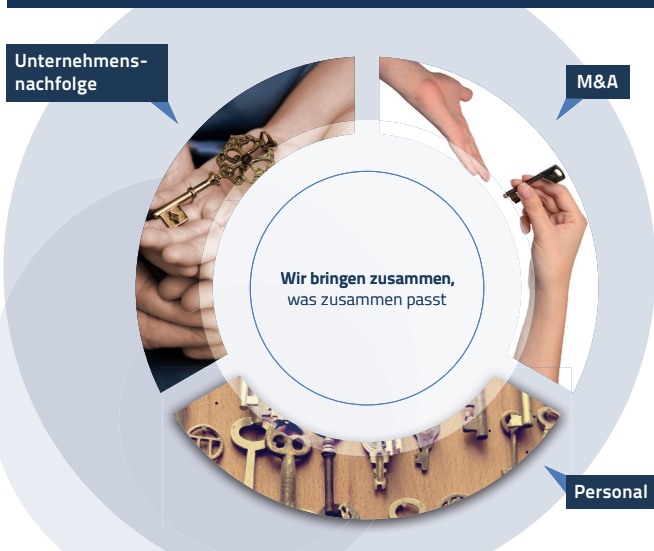 Unternehmens-
nachfolge
M&A
Wir bringen zusammen,
was zusammen passt
Personal